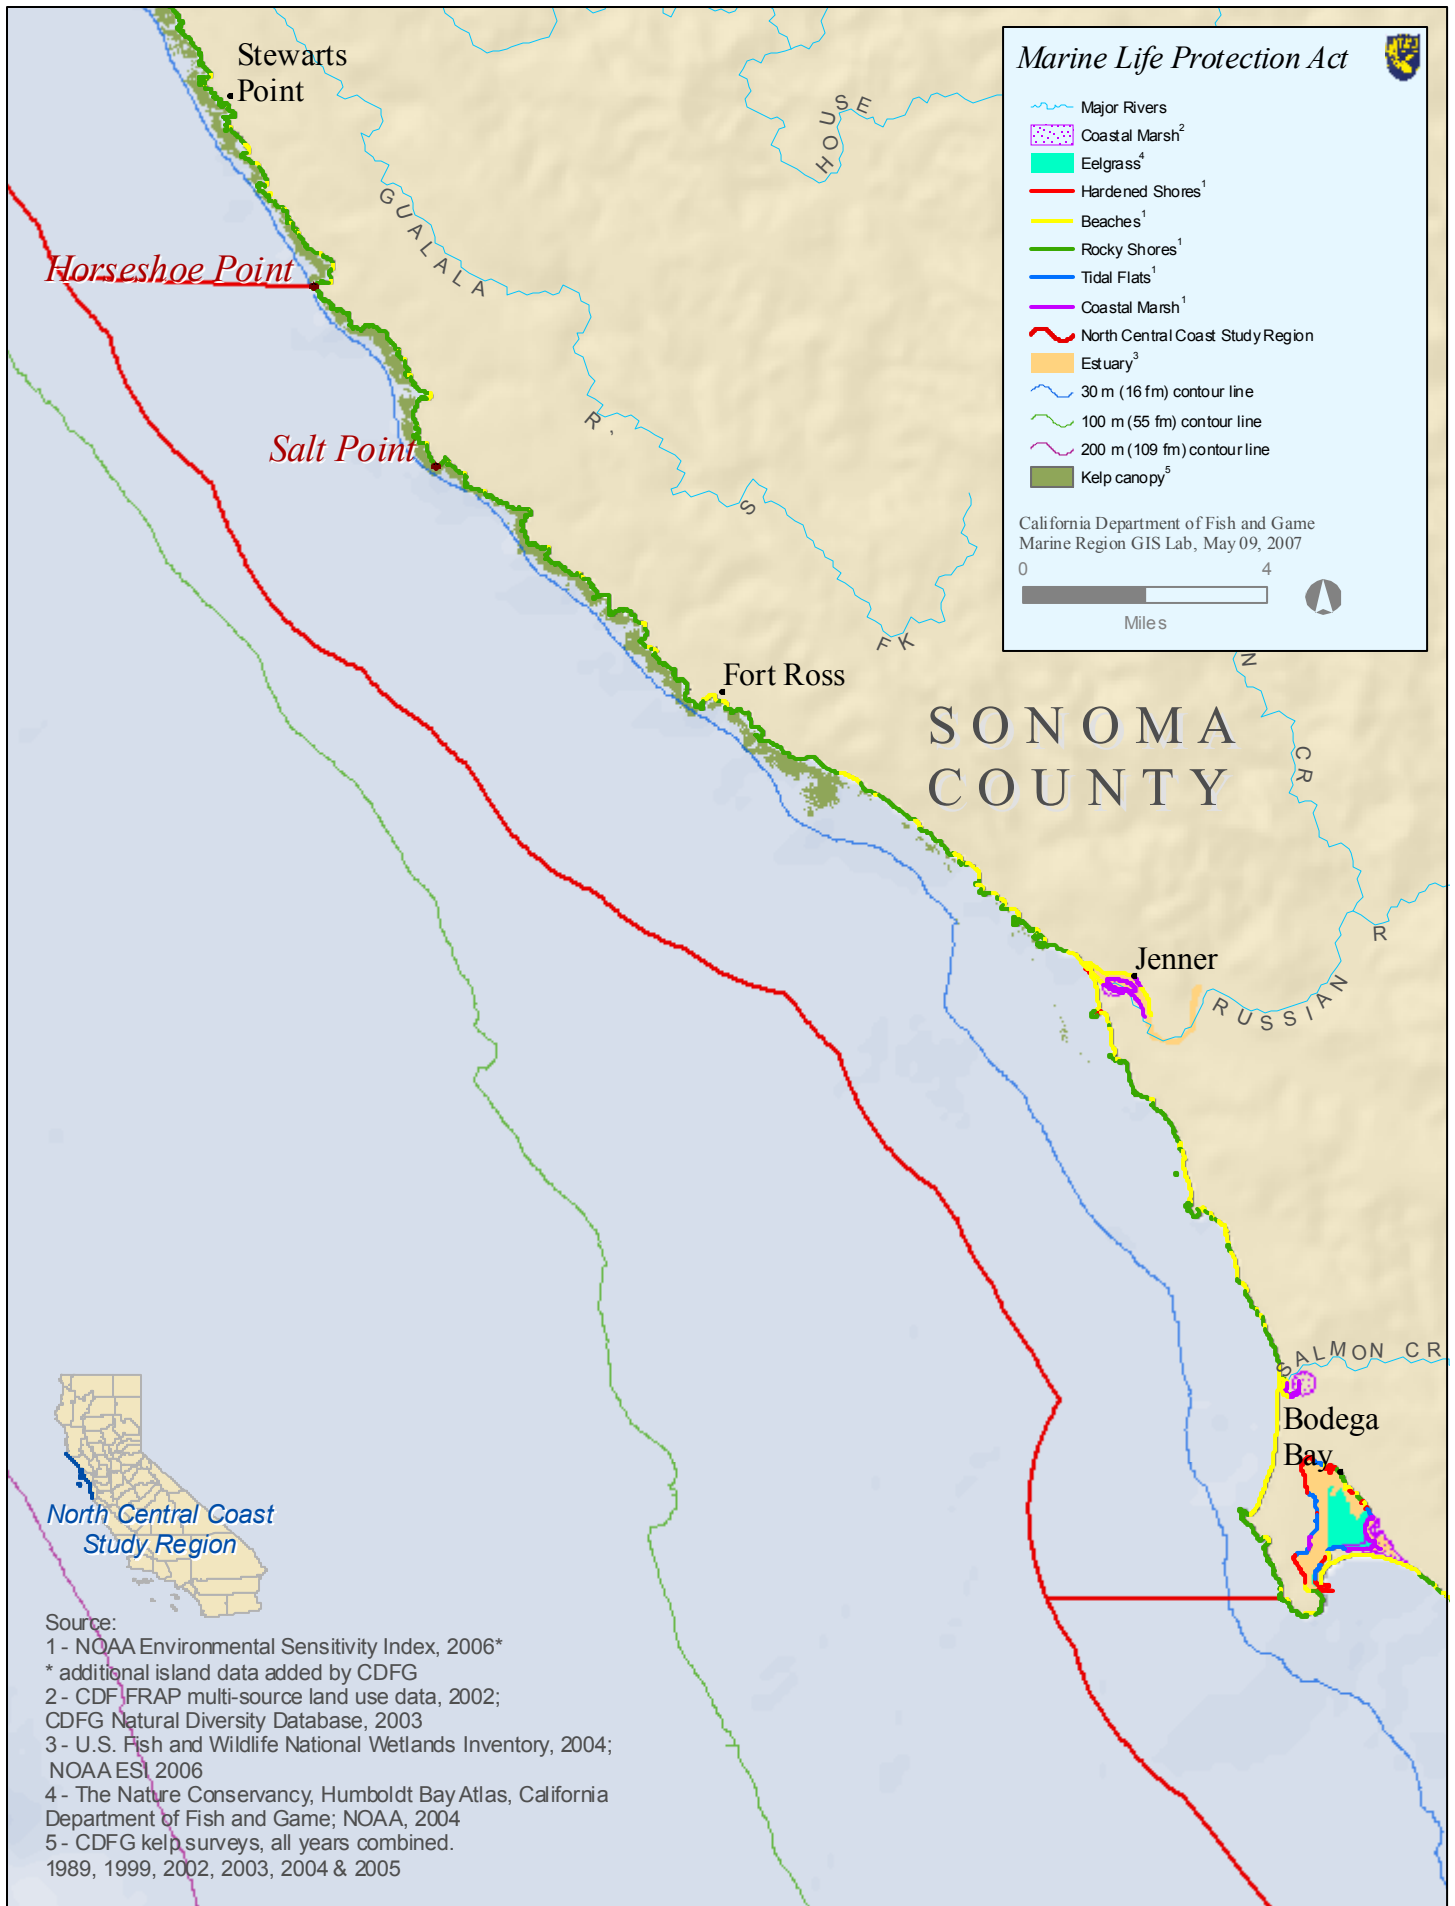 Stewarts
Point
HOUSE
GUALALA
R.
S
FK
Horseshoe Point
Salt Point
Fort Ross
SONOMA
COUNTY
N
CR
Jenner
RUSSIAN
R
SALMON CR
Bodega
Bay
Marine Life Protection Act
Major Rivers
Coastal Marsh2
Eelgrass4
Hardened Shores1
Beaches1
Rocky Shores1
Tidal Flats1
Coastal Marsh1
North Central Coast Study Region
Estuary3
30 m (16 fm) contour line
100 m (55 fm) contour line
200 m (109 fm) contour line
Kelp canopy5
California Department of Fish and Game
Marine Region GIS Lab, May 09, 2007
0 4
Miles
North Central Coast
Study Region
Source:
1 - NOAA Environmental Sensitivity Index, 2006*
* additional island data added by CDFG
2 - CDF FRAP multi-source land use data, 2002;
CDFG Natural Diversity Database, 2003
3 - U.S. Fish and Wildlife National Wetlands Inventory, 2004;
NOAA ESI 2006
4 - The Nature Conservancy, Humboldt Bay Atlas, California
Department of Fish and Game; NOAA, 2004
5 - CDFG kelp surveys, all years combined.
1989, 1999, 2002, 2003, 2004 & 2005